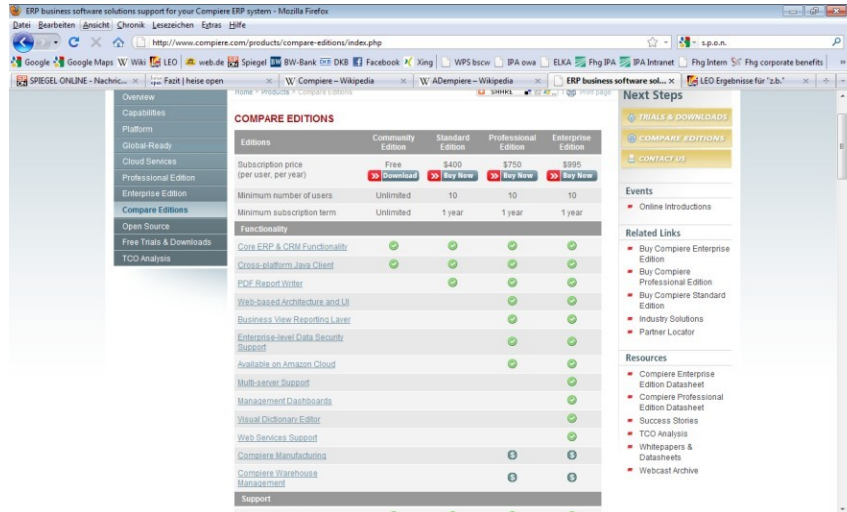 ERP business software solutions support for your Compiere ERP system - Mozilla Firefox
Datei Bearbeiten Ansicht Chronik Lesezeichen Extras Hilfe
http://www.compiere.com/products/compare-editions/index.php
s.p.o.n.
Google Google Maps Wiki LEO web.de Spiegel BW-Bank DKB Facebook Xing WPS bscw IPA owa ELKA Fhg IPA IPA Intranet Fhg Intern Fhg corporate benefits
SPIEGEL ONLINE - Nachric... Fazit | heise open Compiere – Wikipedia ADempiere – Wikipedia ERP business software sol... LEO Ergebnisse für "z.b."
Overview
Capabilities
Platform
Global-Ready
Cloud Services
Professional Edition
Enterprise Edition
Compare Editions
Open Source
Free Trials & Downloads
TCO Analysis
Home > Products > Compare Editions
SHARE
Print page
COMPARE EDITIONS
Editions Community Edition Standard Edition Professional Edition Enterprise Edition
Subscription price (per user, per year) Free $400 $750 $995
Download Buy Now Buy Now Buy Now
Minimum number of users Unlimited 10 10 10
Minimum subscription term Unlimited 1 year 1 year
Functionality
Core ERP & CRM Functionality
Cross-platform Java Client
PDF Report Writer
Web-based Architecture and UI
Business View Reporting Layer
Enterprise-level Data Security
Support
Available on Amazon Cloud
Multi-server Support
Management Dashboards
Visual Dictionary Editor
Web Services Support
Compiere Manufacturing
Compiere Warehouse
Management
Support
Next Steps
TRIALS & DOWNLOADS
COMPARE EDITIONS
CONTACT US
Events
Online Introductions
Related Links
Buy Compiere Enterprise
Edition
Buy Compiere
Professional Edition
Buy Compiere Standard
Edition
Industry Solutions
Partner Locator
Resources
Compiere Enterprise
Edition Datasheet
Compiere Professional
Edition Datasheet
Success Stories
TCO Analysis
Whitepapers &
Datasheets
Webcast Archive